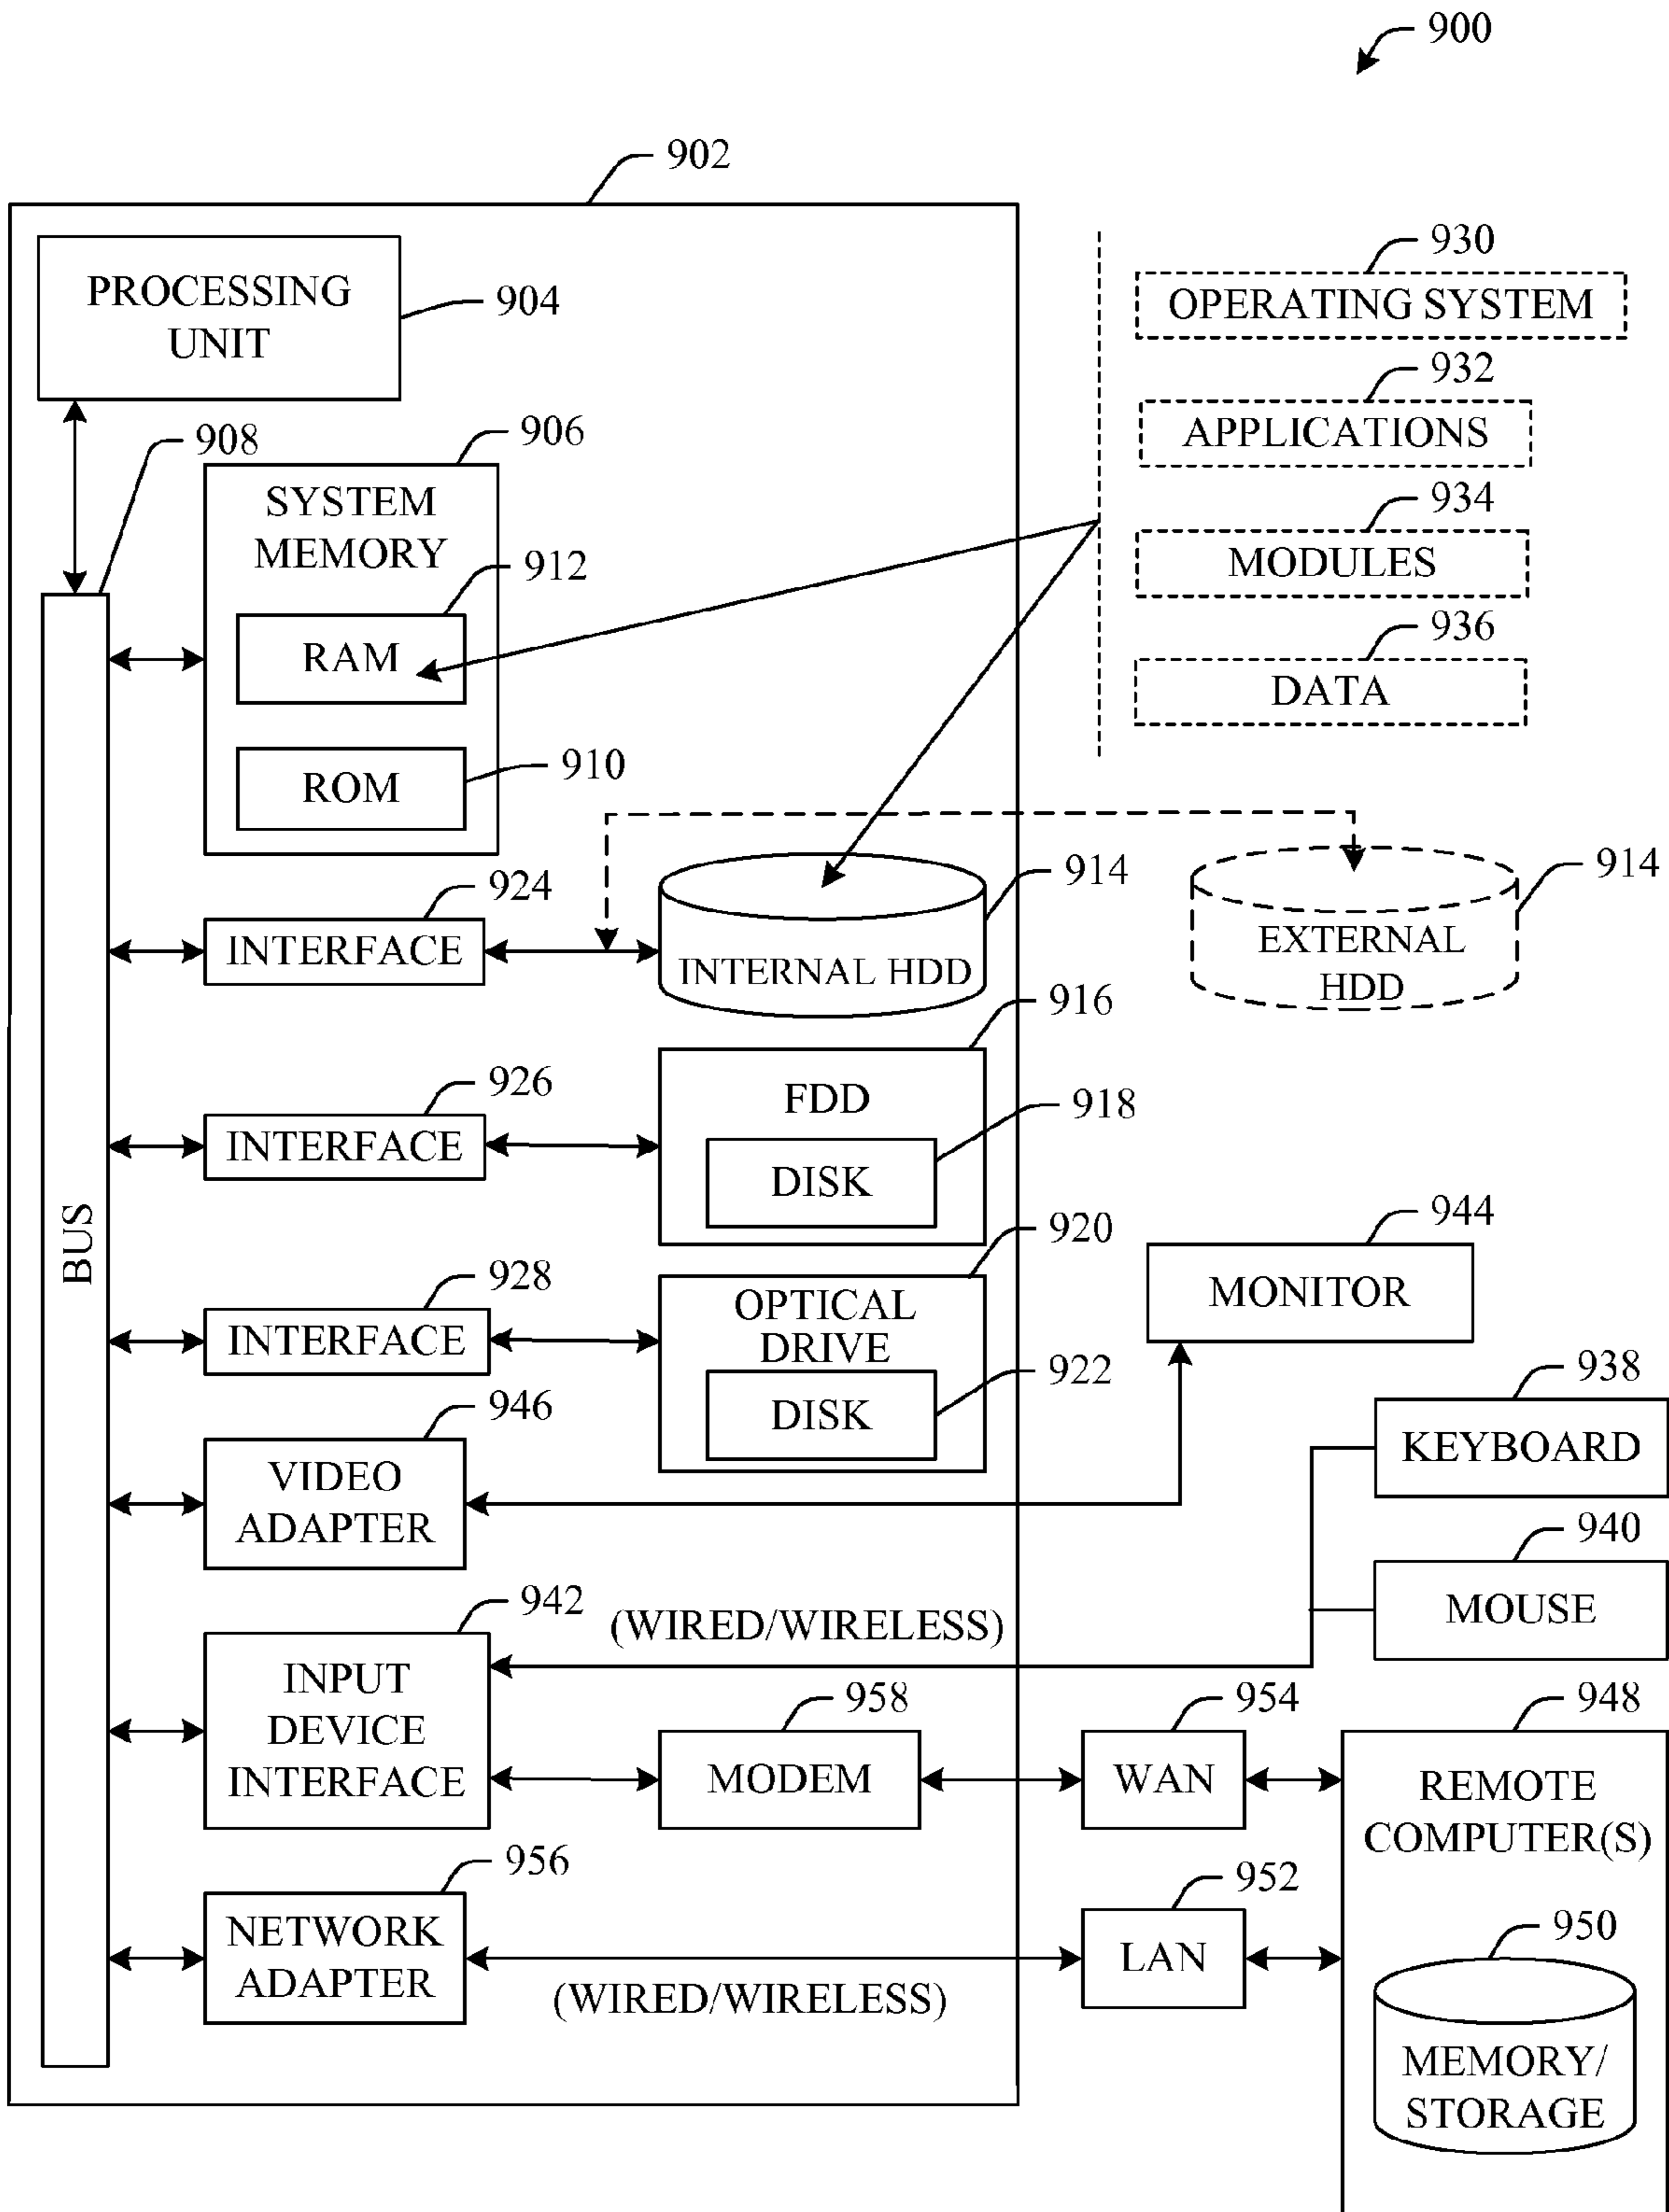 900
902
PROCESSING
UNIT
904
930
OPERATING SYSTEM
932
APPLICATIONS
908
906
SYSTEM
MEMORY
934
MODULES
912
RAM
936
DATA
910
ROM
924
INTERFACE
914
INTERNAL HDD
914
EXTERNAL
HDD
916
926
INTERFACE
FDD
918
DISK
BUS
920
944
MONITOR
928
INTERFACE
OPTICAL
DRIVE
922
DISK
938
KEYBOARD
946
VIDEO
ADAPTER
940
MOUSE
942
(WIRED/WIRELESS)
INPUT
DEVICE
INTERFACE
958
MODEM
954
WAN
948
REMOTE
COMPUTER(S)
956
NETWORK
ADAPTER
(WIRED/WIRELESS)
952
LAN
950
MEMORY/
STORAGE